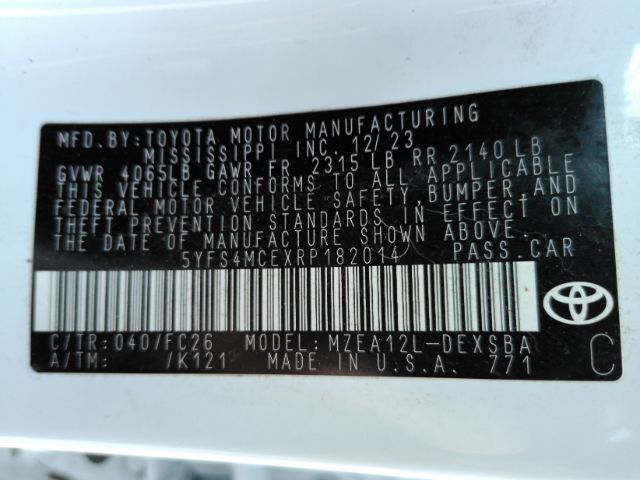 MFD. BY: TOYOTA MOTOR MANUFACTURING
MISSISSIPPI INC. 12/23
GVWR 4065LB GAWR FR 2315 LB RR 2140 LB
THIS VEHICLE CONFORMS TO ALL APPLICABLE
FEDERAL MOTOR VEHICLE SAFETY, BUMPER AND
THEFT PREVENTION STANDARDS IN EFFECT ON
THE DATE OF MANUFACTURE SHOWN ABOVE.
5YFS4MCEXRP182014 PASS. CAR
C/TR: 040/FC26 MODEL: MZEA12L-DEXSBA
A/TM: /K121 MADE IN U.S.A. 771 C